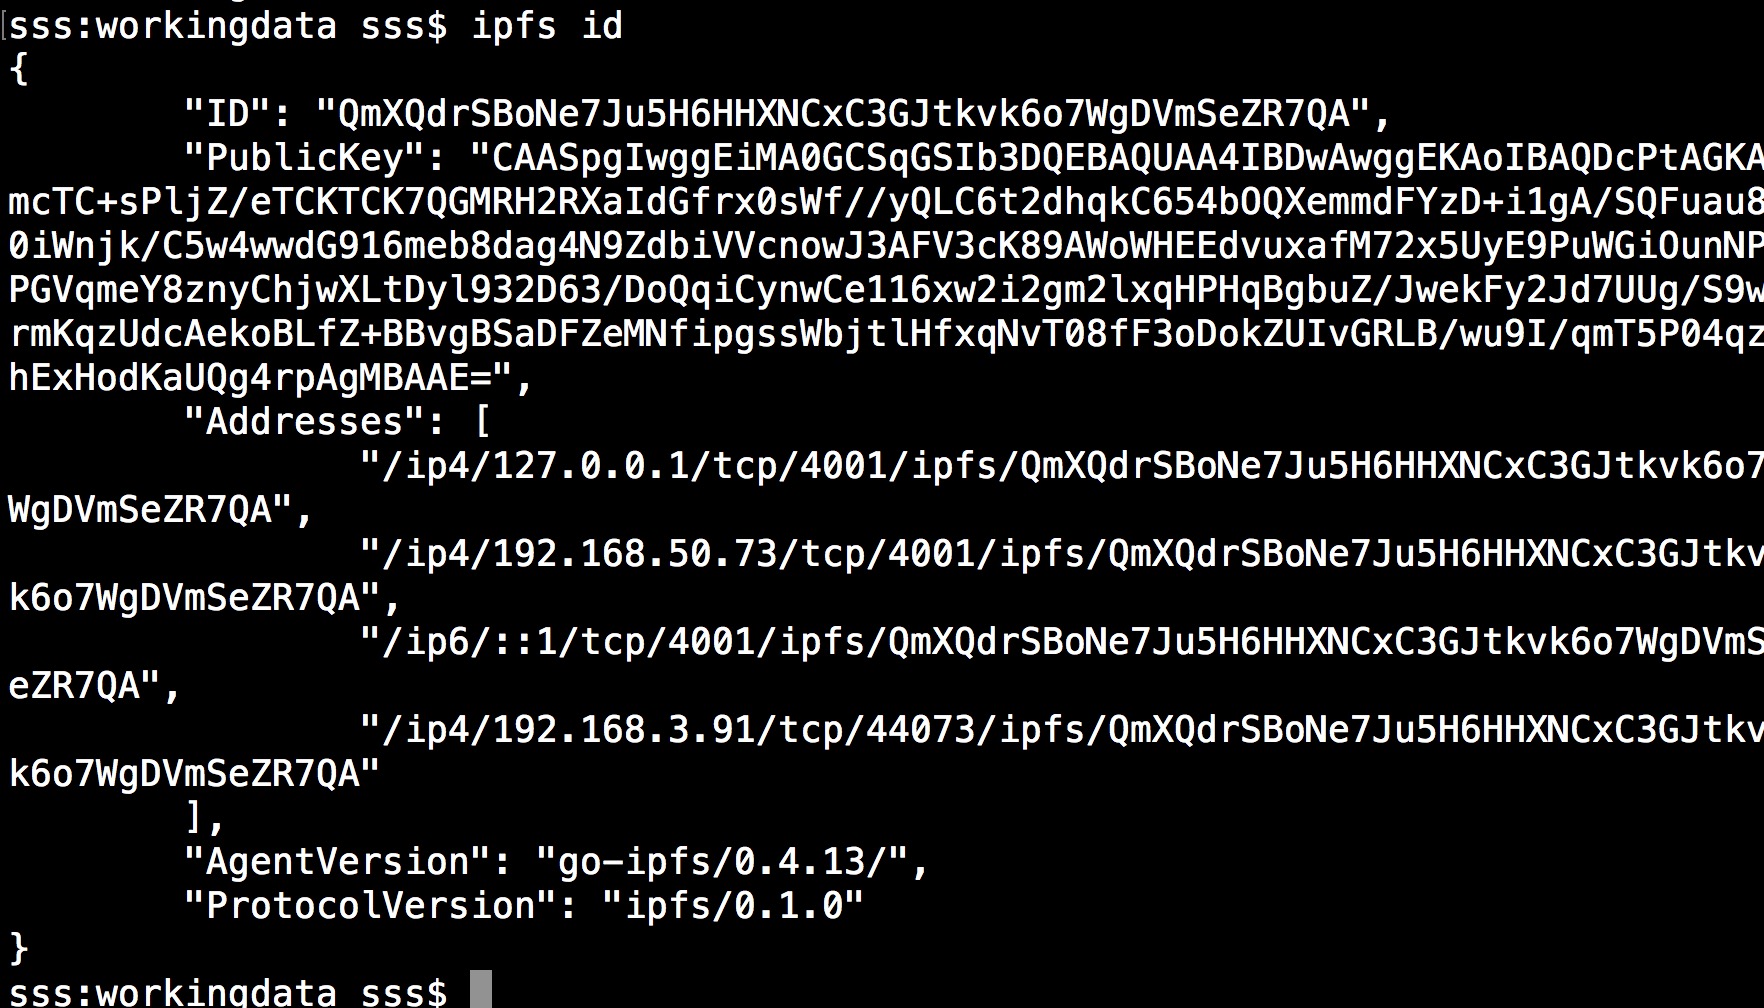 sss:workingdata sss$ ipfs id
{
"ID": "QmXQdrSBoNe7Ju5H6HHXNCxC3GJtkvk6o7WgDVmSeZR7QA",
"PublicKey": "CAASpgIwggEiMA0GCSqGSIb3DQEBAQUAA4IBDwAwggEKAoIBAQDcPtAGKA
mcTC+sPljZ/eTCKTCK7QGMRH2RXaIdGfrx0sWf//yQLC6t2dhqkC654bOQXemmdFYzD+i1gA/SQFuau8
0iWnjk/C5w4wwdG916meb8dag4N9ZdbiVVcnowJ3AFV3cK89AWoWHEEdvuxafM72x5UyE9PuWGiOunNP
PGVqmeY8znyChjwXLtDyl932D63/DoQqiCynwCe116xw2i2gm2lxqHPHqBgbuZ/JwekFy2Jd7UUg/S9w
rmKqzUdcAekoBLfZ+BBvgBSaDFZeMNfipgssWbjtlHfxqNvT08fF3oDokZUIvGRLB/wu9I/qmT5P04qz
hExHodKaUQg4rpAgMBAAE=",
"Addresses": [
"/ip4/127.0.0.1/tcp/4001/ipfs/QmXQdrSBoNe7Ju5H6HHXNCxC3GJtkvk6o7
WgDVmSeZR7QA",
"/ip4/192.168.50.73/tcp/4001/ipfs/QmXQdrSBoNe7Ju5H6HHXNCxC3GJtkv
k6o7WgDVmSeZR7QA",
"/ip6/::1/tcp/4001/ipfs/QmXQdrSBoNe7Ju5H6HHXNCxC3GJtkvk6o7WgDVmS
eZR7QA",
"/ip4/192.168.3.91/tcp/44073/ipfs/QmXQdrSBoNe7Ju5H6HHXNCxC3GJtkv
k6o7WgDVmSeZR7QA"
],
"AgentVersion": "go-ipfs/0.4.13/",
"ProtocolVersion": "ipfs/0.1.0"
}
sss:workingdata sss$